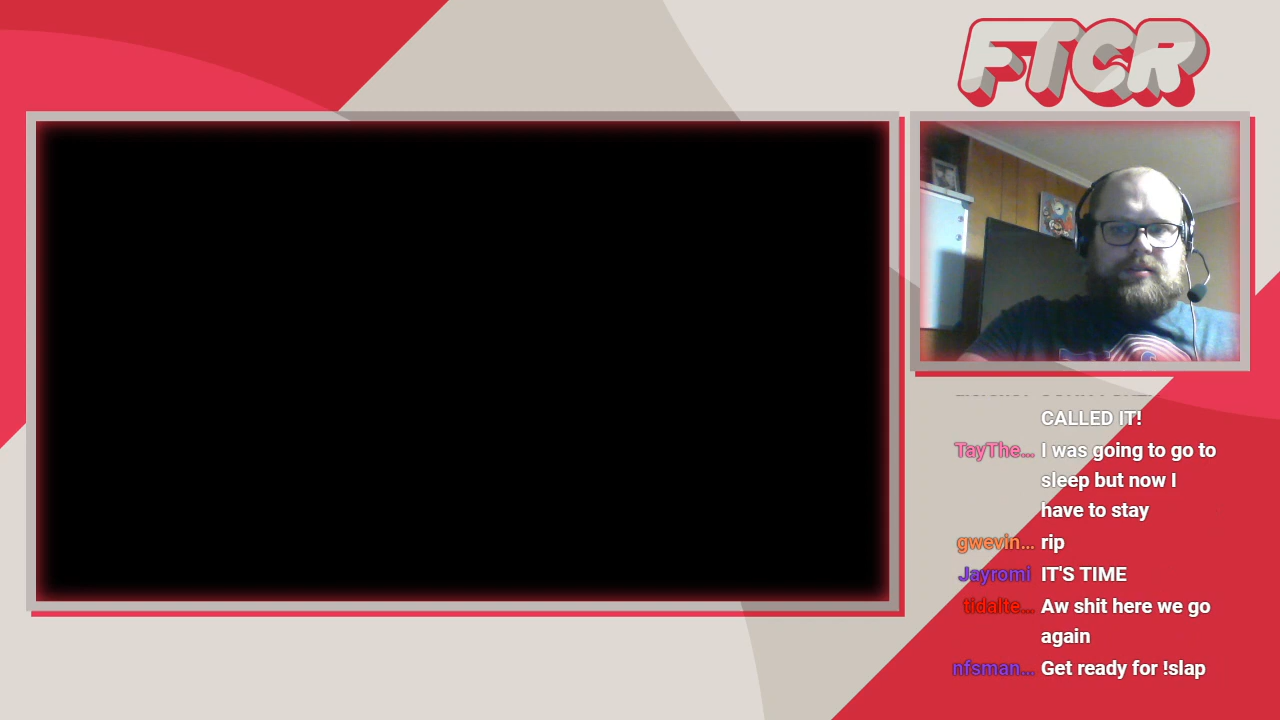 FTCR
CALLED IT!
TayThe... I was going to go to
sleep but now I
have to stay
gwevin... rip
Jayromi IT'S TIME
tidalte... Aw shit here we go
again
nfsman... Get ready for !slap